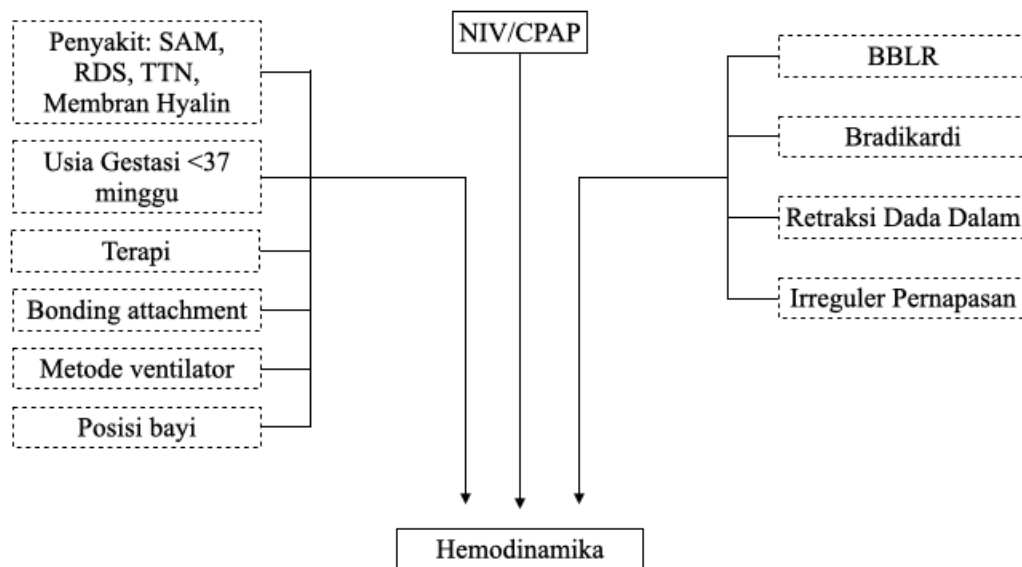 NIV/CPAP
Penyakit: SAM,
RDS, TTN,
Membran Hyalin
Usia Gestasi <37
minggu
Terapi
Bonding attachment
Metode ventilator
Posisi bayi
BBLR
Bradikardi
Retraksi Dada Dalam
Irreguler Pernapasan
Hemodinamika